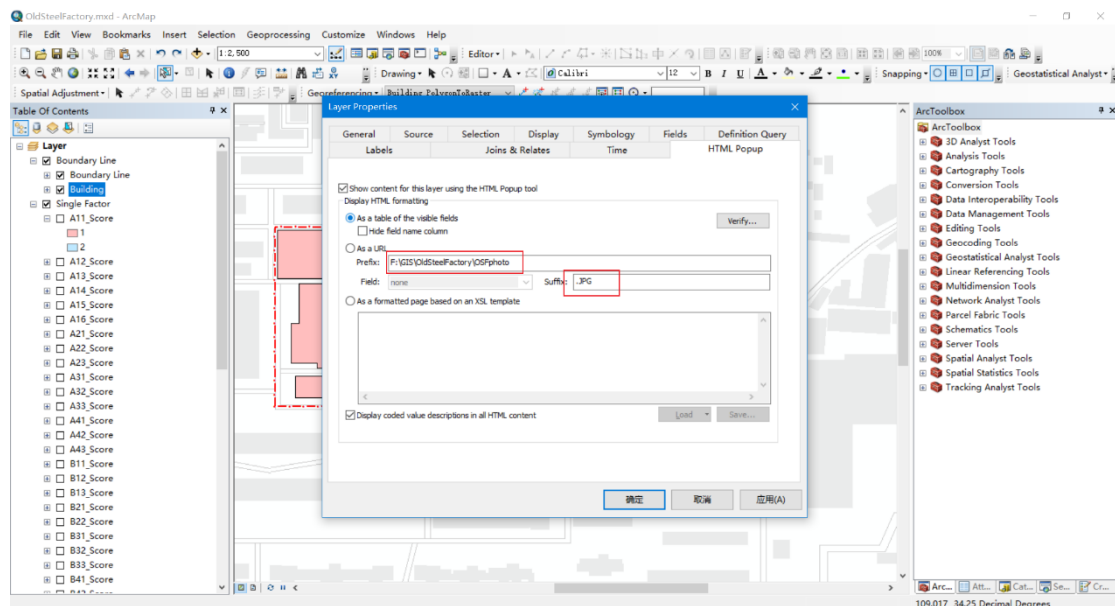 OldSteelFactory.mxd - ArcMap
File Edit View Bookmarks Insert Selection Geoprocessing Customize Windows Help
1:2,500
Editor
100%
Drawing
Calibri
12
B I U A
Snapping
Geostatistical Analyst
Spatial Adjustment
Georeferencing
Building_PolygonToRaster
Table Of Contents
Layer
Boundary Line
Boundary Line
Building
Single Factor
A11_Score
1
2
A12_Score
A13_Score
A14_Score
A15_Score
A16_Score
A21_Score
A22_Score
A23_Score
A31_Score
A32_Score
A33_Score
A41_Score
A42_Score
A43_Score
B11_Score
B12_Score
B13_Score
B21_Score
B22_Score
B31_Score
B32_Score
B33_Score
B41_Score
Layer Properties
General Source Selection Display Symbology Fields Definition Query
Labels Joins & Relates Time HTML Popup
Show content for this layer using the HTML Popup tool
Display HTML formatting
As a table of the visible fields
Verify...
Hide field name column
As a URL
Prefix: F:\GIS\OldSteelFactory\OSFphoto
Field: none Suffix: .JPG
As a formatted page based on an XSL template
Display coded value descriptions in all HTML content
Load Save...
确定 取消 应用(A)
ArcToolbox
ArcToolbox
3D Analyst Tools
Analysis Tools
Cartography Tools
Conversion Tools
Data Interoperability Tools
Data Management Tools
Editing Tools
Geocoding Tools
Geostatistical Analyst Tools
Linear Referencing Tools
Multidimension Tools
Network Analyst Tools
Parcel Fabric Tools
Schematics Tools
Server Tools
Spatial Analyst Tools
Spatial Statistics Tools
Tracking Analyst Tools
Arc... Att... Cat... Se... Cr...
109.017 34.25 Decimal Degrees